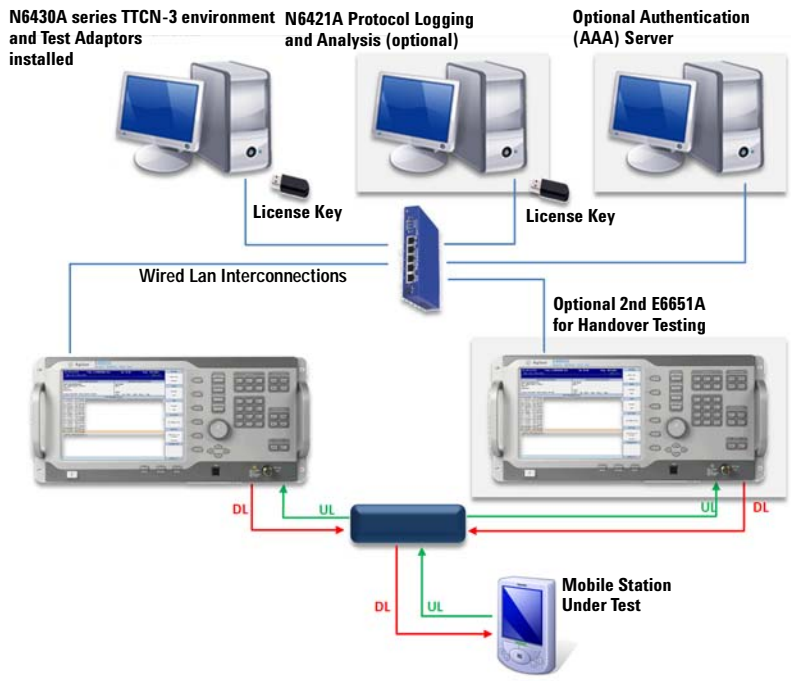 N6430A series TTCN-3 environment
and Test Adaptors
installed
N6421A Protocol Logging
and Analysis (optional)
Optional Authentication
(AAA) Server
License Key
License Key
Wired Lan Interconnections
Optional 2nd E6651A
for Handover Testing
Agilent
Agilent
DL
UL
UL
DL
DL
UL
Mobile Station
Under Test